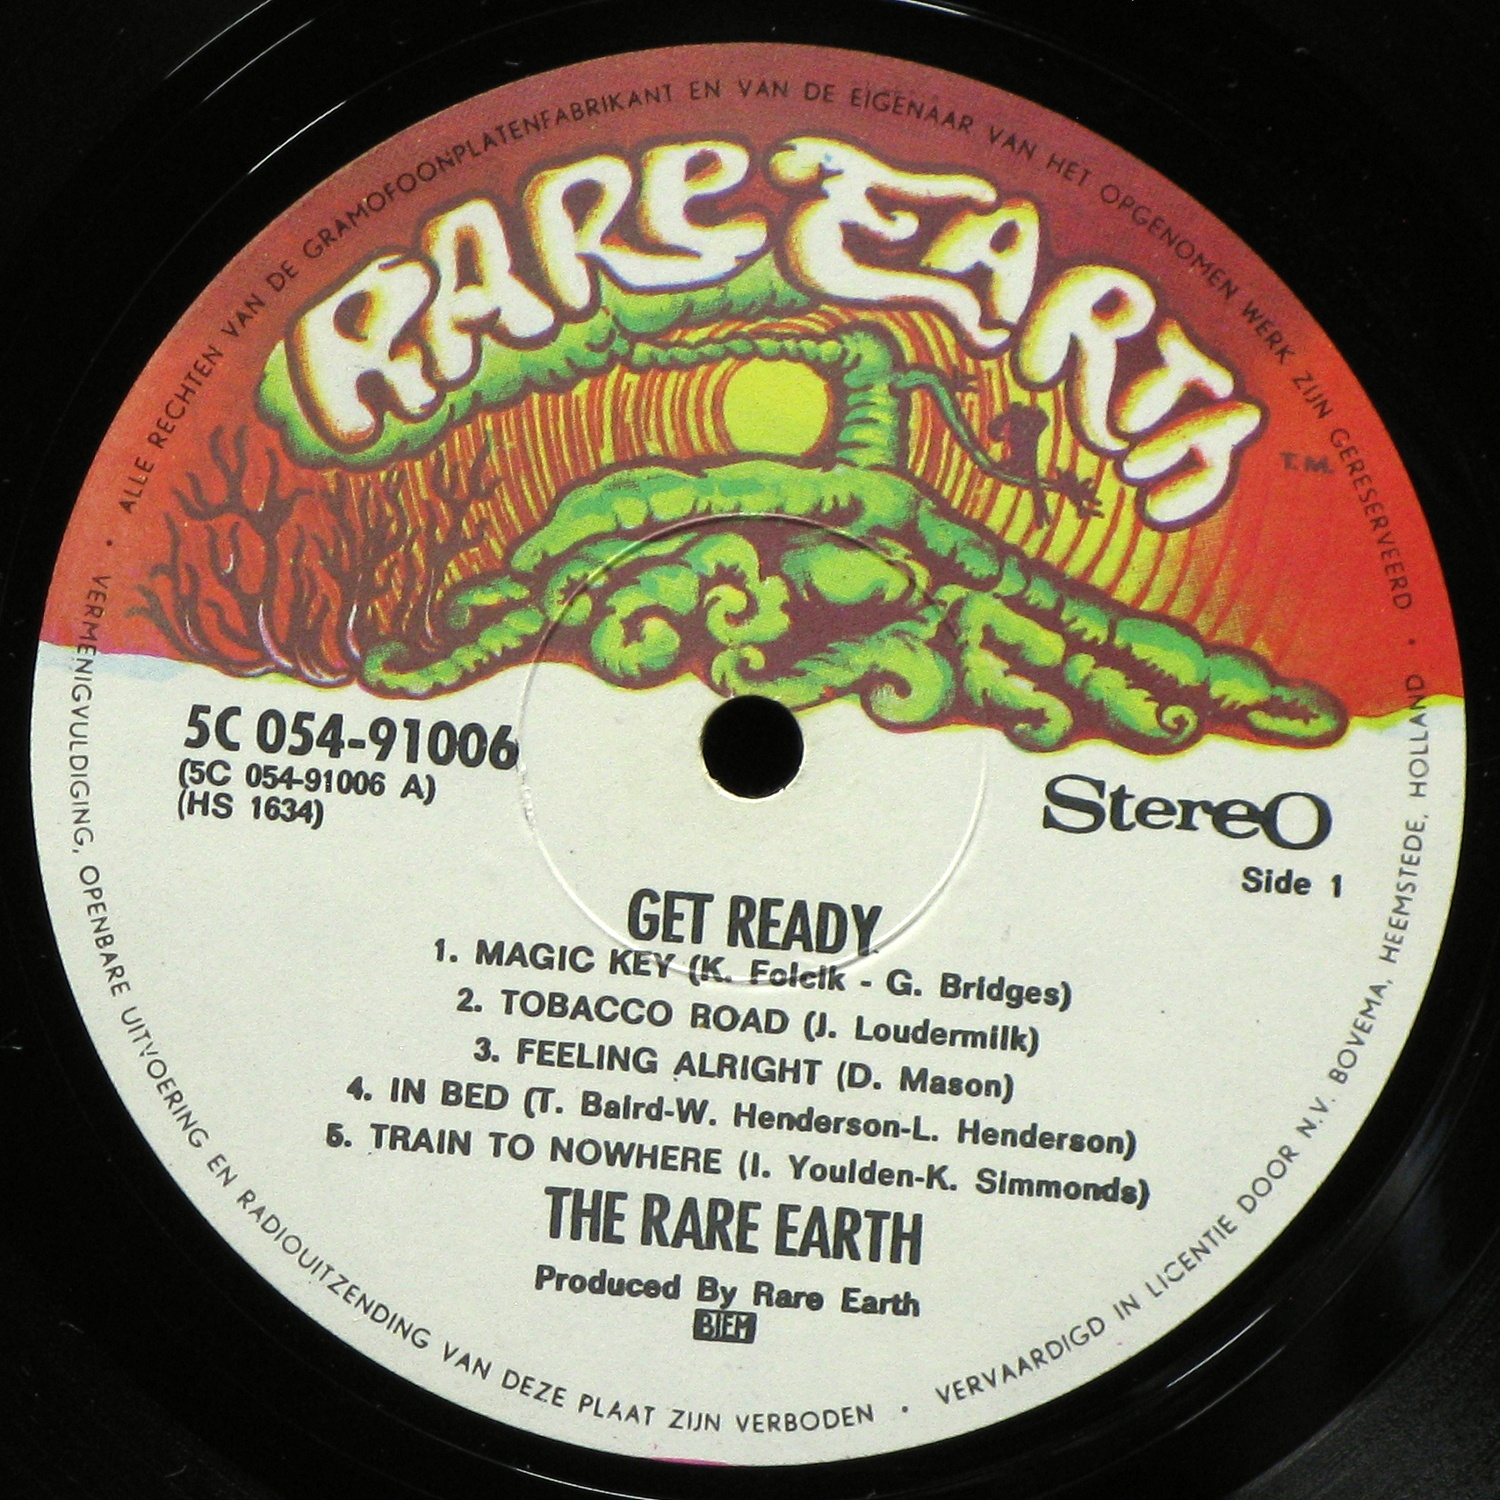 ALLE RECHTEN VAN DE GRAMOFOONPLATENFABRIKANT EN VAN DE EIGENAAR VAN HET OPGENOMEN WERK ZIJN GERESERVEERD •
RARE EARTH
T.M.
5C 054-91006
(5C 054-91006 A)
(HS 1634)
Stereo
Side 1
GET READY
1. MAGIC KEY (K. Folcik - G. Bridges)
2. TOBACCO ROAD (J. Loudermilk)
3. FEELING ALRIGHT (D. Mason)
4. IN BED (T. Baird-W. Henderson-L. Henderson)
5. TRAIN TO NOWHERE (I. Youlden-K. Simmonds)
THE RARE EARTH
Produced By Rare Earth
BIEM
• VERMENIGVULDIGING, OPENBARE UITVOERING EN RADIOUITZENDING VAN DEZE PLAAT ZIJN VERBODEN •
VERVAARDIGD IN LICENTIE DOOR N.V. BOVEMA, HEEMSTEDE, HOLLAND